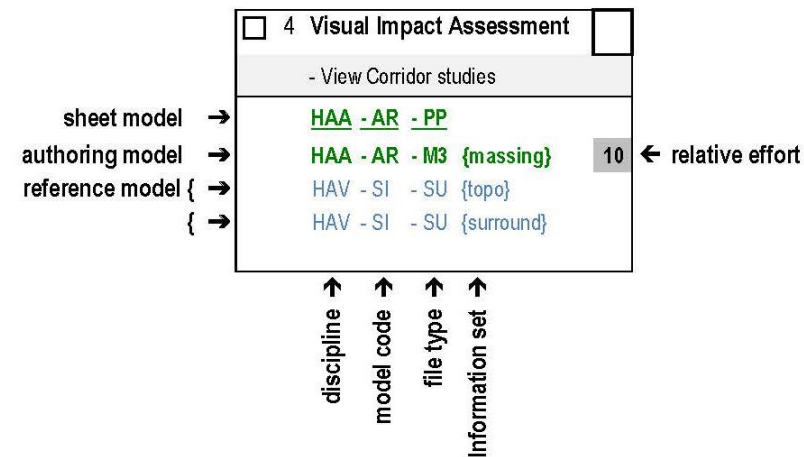 4 Visual Impact Assessment
- View Corridor studies
sheet model → HAA - AR - PP
authoring model → HAA - AR - M3 {massing} 10 ← relative effort
reference model { → HAV - SI - SU {topo}
{ → HAV - SI - SU {surround}
↑ ↑ ↑ ↑
discipline
model code
file type
Information set